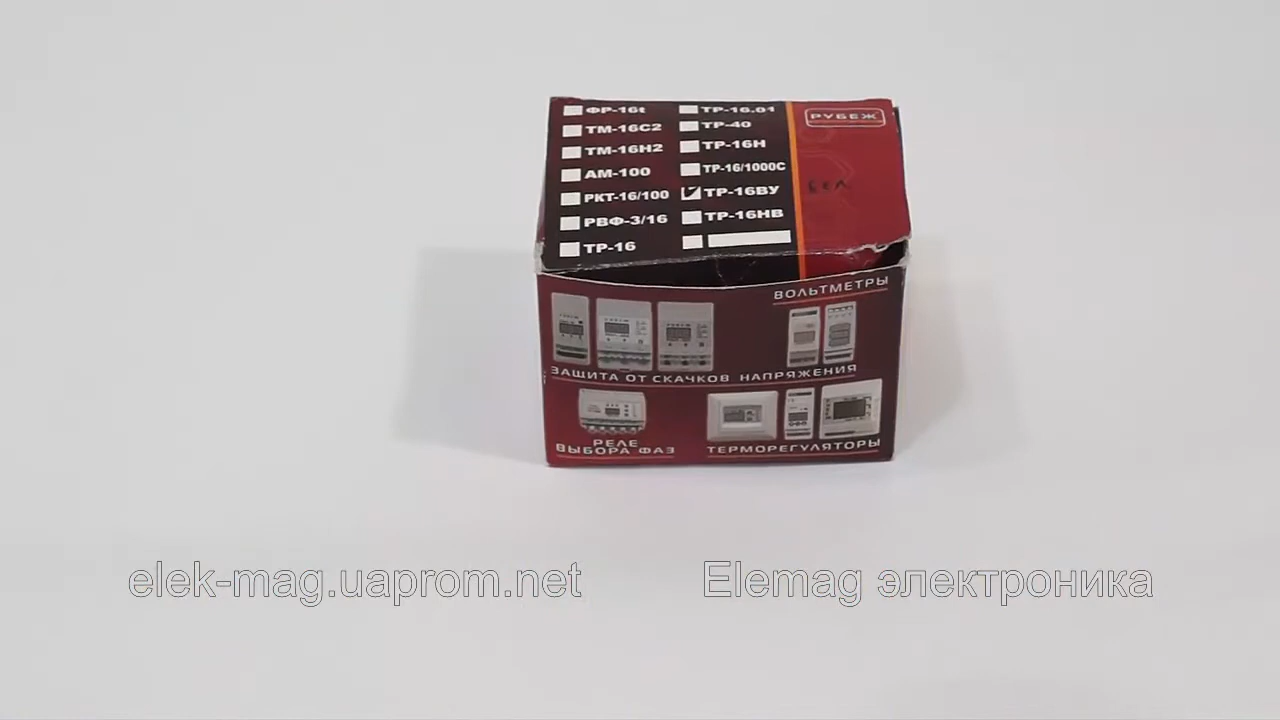 ФР-16t
ТМ-16С2
ТМ-16Н2
АМ-100
РКТ-16/100
РВФ-3/16
ТР-16
ТР-16.01
ТР-40
ТР-16Н
ТР-16/1000С
ТР-16ВУ
ТР-16НВ
РУБЕЖ
бел
ВОЛЬТМЕТРЫ
ЗАЩИТА ОТ СКАЧКОВ НАПРЯЖЕНИЯ
РЕЛЕ
ВЫБОРА ФАЗ
ТЕРМОРЕГУЛЯТОРЫ
elek-mag.uaprom.net
Elemag электроника